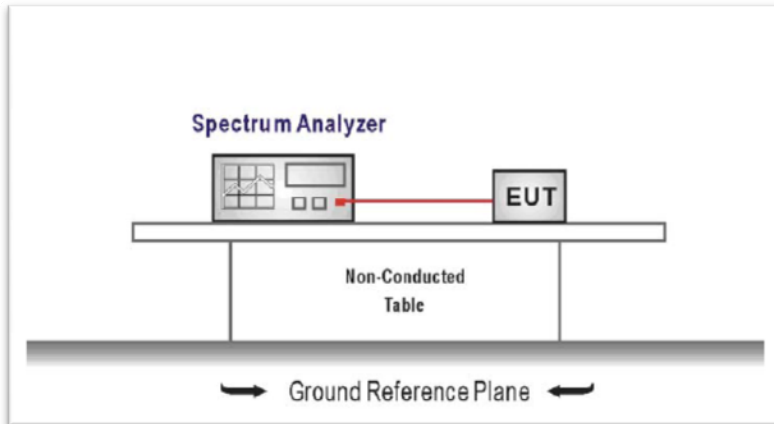 Spectrum Analyzer
EUT
Non-Conducted
Table
Ground Reference Plane